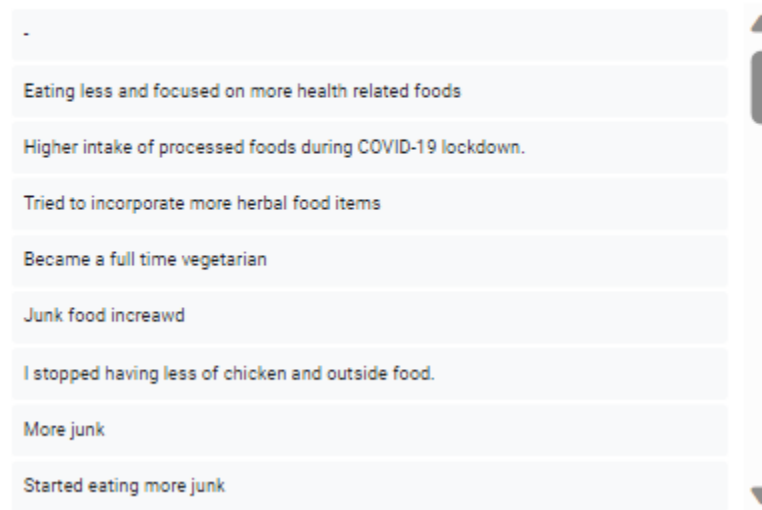 -
Eating less and focused on more health related foods
Higher intake of processed foods during COVID-19 lockdown.
Tried to incorporate more herbal food items
Became a full time vegetarian
Junk food increawd
I stopped having less of chicken and outside food.
More junk
Started eating more junk